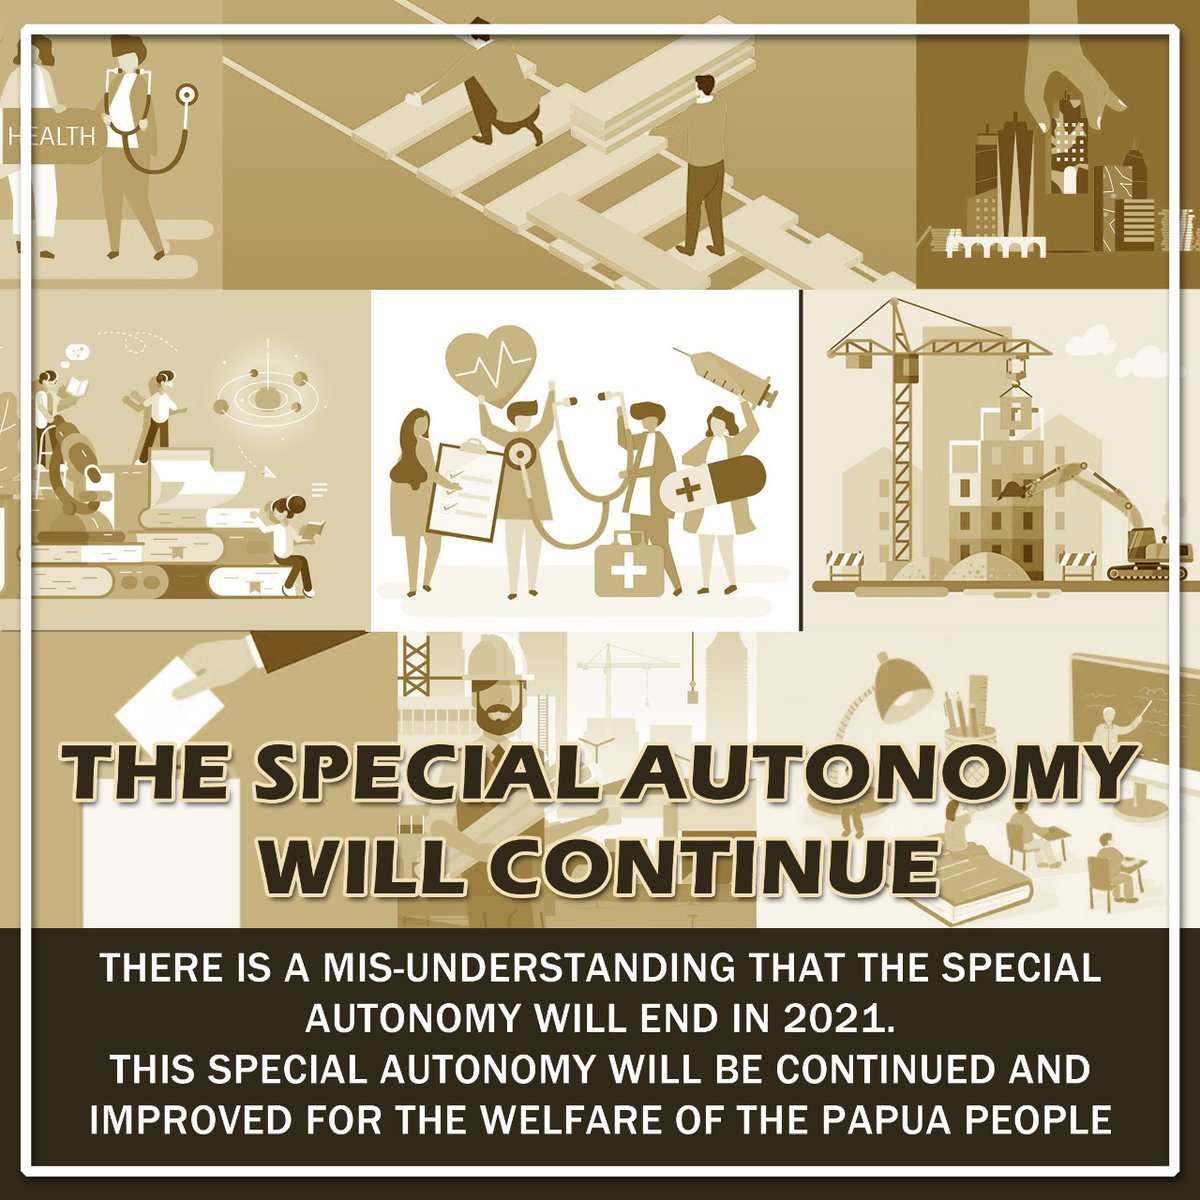 HEALTH
THE SPECIAL AUTONOMY
WILL CONTINUE
THERE IS A MIS-UNDERSTANDING THAT THE SPECIAL
AUTONOMY WILL END IN 2021.
THIS SPECIAL AUTONOMY WILL BE CONTINUED AND
IMPROVED FOR THE WELFARE OF THE PAPUA PEOPLE